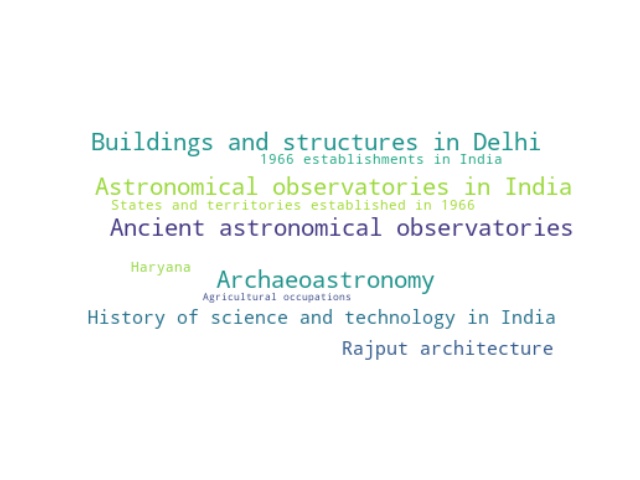 Buildings and structures in Delhi
1966 establishments in India
Astronomical observatories in India
States and territories established in 1966
Ancient astronomical observatories
Haryana
Archaeoastronomy
Agricultural occupations
History of science and technology in India
Rajput architecture